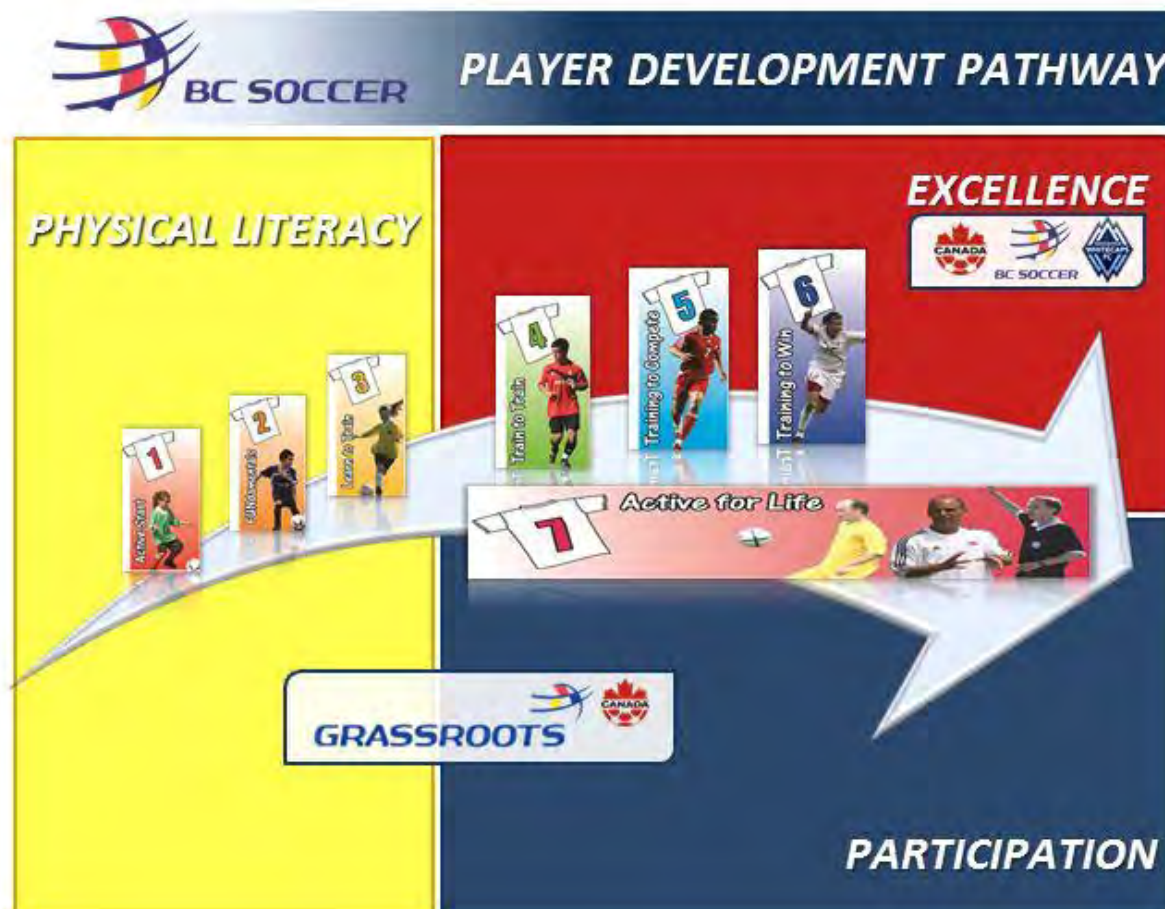 BC SOCCER
PLAYER DEVELOPMENT PATHWAY
PHYSICAL LITERACY
EXCELLENCE
CANADA
BC SOCCER
WHITECAPS
FC
1
Active Start
2
FUNdamentals
3
Learn to Train
4
Train to Train
5
Training to Compete
6
Training to Win
7
Active for Life
GRASSROOTS
CANADA
PARTICIPATION